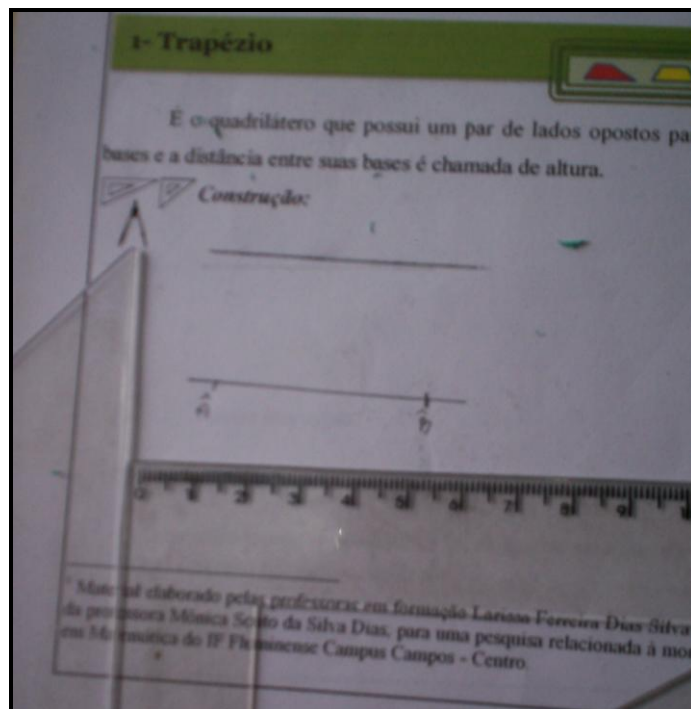 1- Trapézio
É o quadrilátero que possui um par de lados opostos pa
bases e a distância entre suas bases é chamada de altura.
Construção:
A
B
0 1 2 3 4 5 6 7 8 9
Material elaborado pelas professoras em formação Larissa Ferreira Dias Silva
da professora Mônica Souto da Silva Dias, para uma pesquisa relacionada à mo
em Matemática do IF Fluminense Campus Campos - Centro.